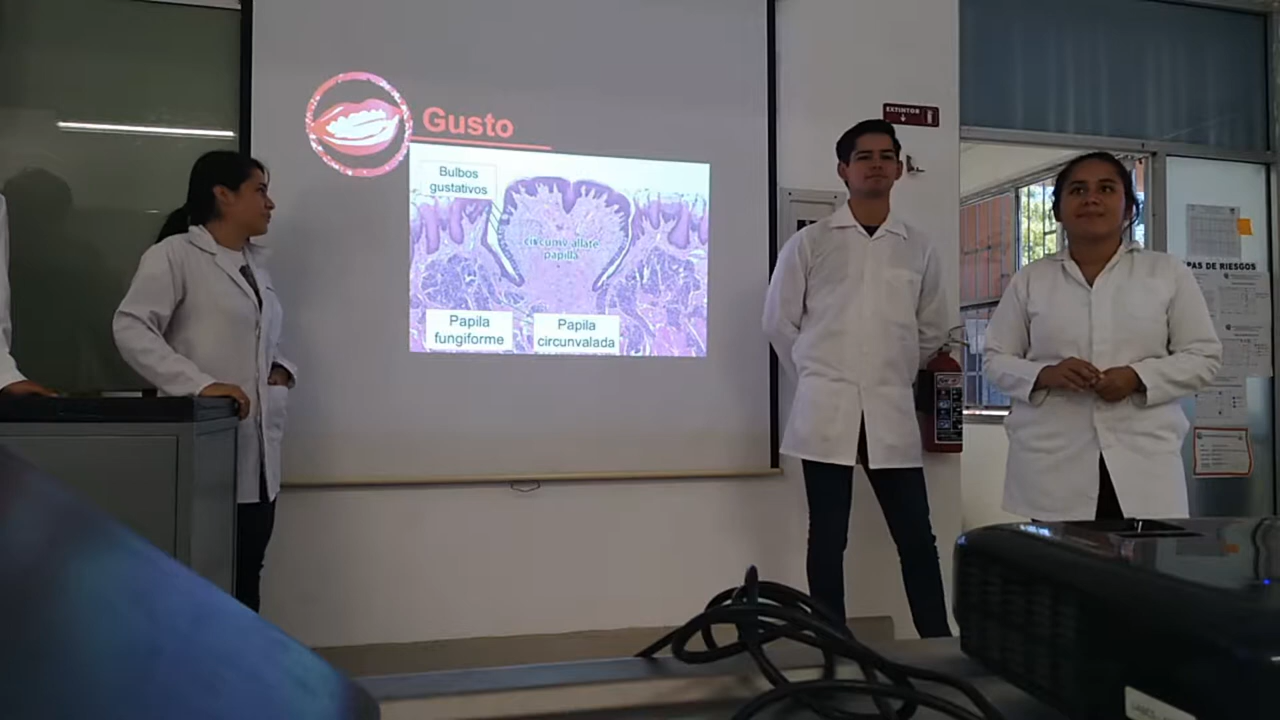 Gusto
Bulbos
gustativos
circumvallate
papilla
Papila
fungiforme
Papila
circunvalada
EXTINTOR
PAS DE RIESGOS